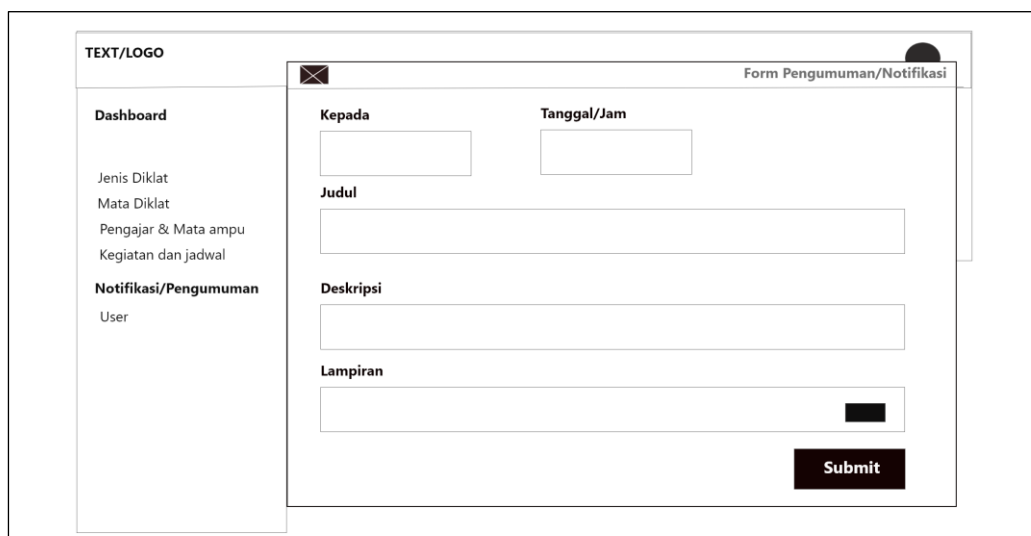 TEXT/LOGO
Form Pengumuman/Notifikasi
Dashboard
Jenis Diklat
Mata Diklat
Pengajar & Mata ampu
Kegiatan dan jadwal
Notifikasi/Pengumuman
User
Kepada
Tanggal/Jam
Judul
Deskripsi
Lampiran
Submit